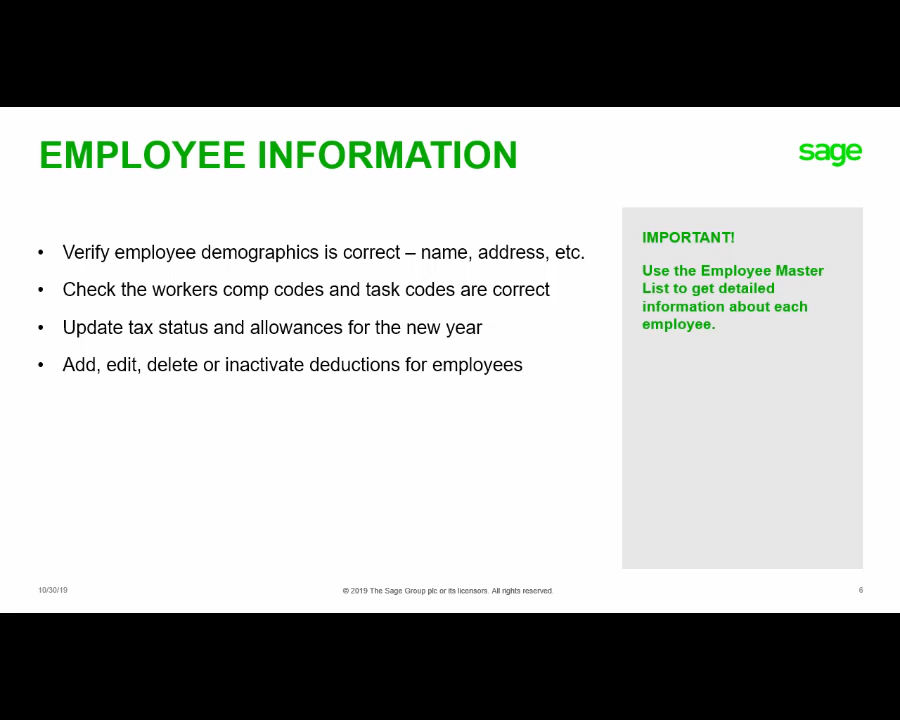 EMPLOYEE INFORMATION
sage
• Verify employee demographics is correct – name, address, etc.
• Check the workers comp codes and task codes are correct
• Update tax status and allowances for the new year
• Add, edit, delete or inactivate deductions for employees
IMPORTANT!
Use the Employee Master
List to get detailed
information about each
employee.
10/30/19
© 2019 The Sage Group plc or its licensors. All rights reserved.
6